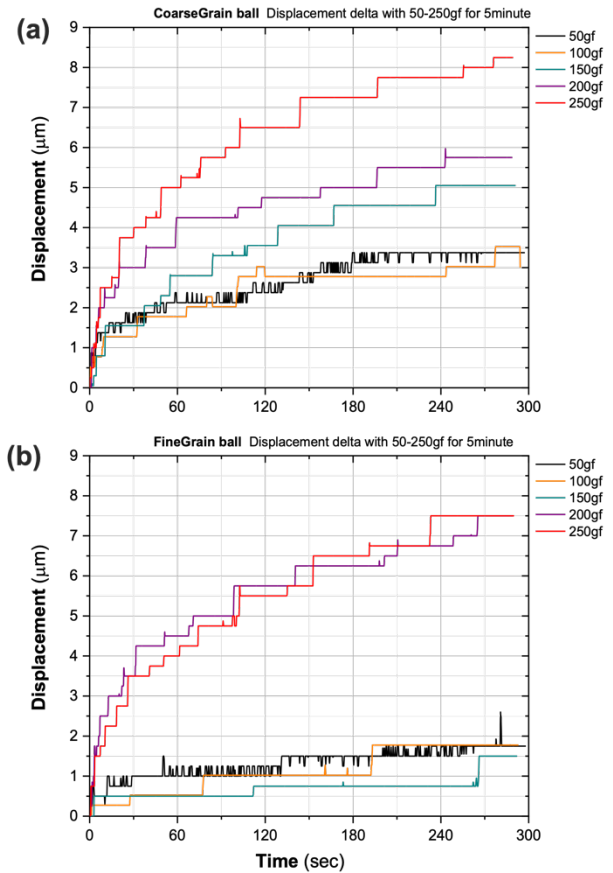 (a)
CoarseGrain ball Displacement delta with 50-250gf for 5minute
Displacement (μm)
9
8
7
6
5
4
3
2
1
0
0 60 120 180 240 300
50gf
100gf
150gf
200gf
250gf
(b)
FineGrain ball Displacement delta with 50-250gf for 5minute
Displacement (μm)
9
8
7
6
5
4
3
2
1
0
0 60 120 180 240 300
Time (sec)
50gf
100gf
150gf
200gf
250gf